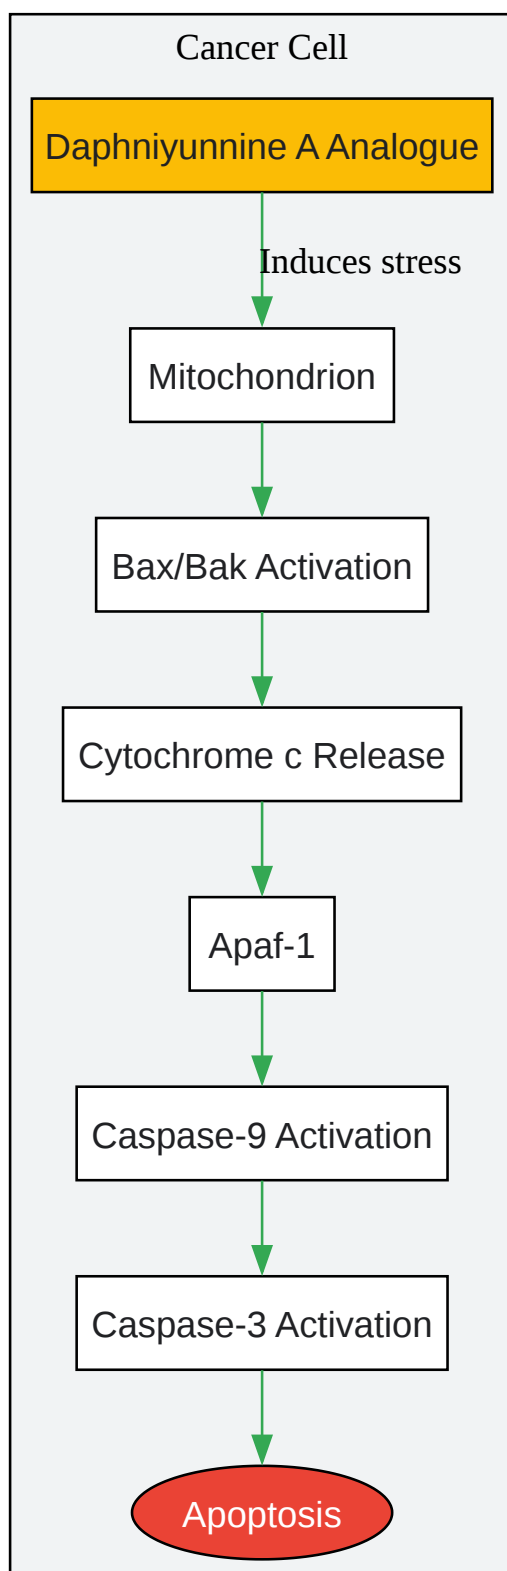 Cancer Cell
Daphniyunnine A Analogue
Induces stress
Mitochondrion
Bax/Bak Activation
Cytochrome c Release
Apaf-1
Caspase-9 Activation
Caspase-3 Activation
Apoptosis